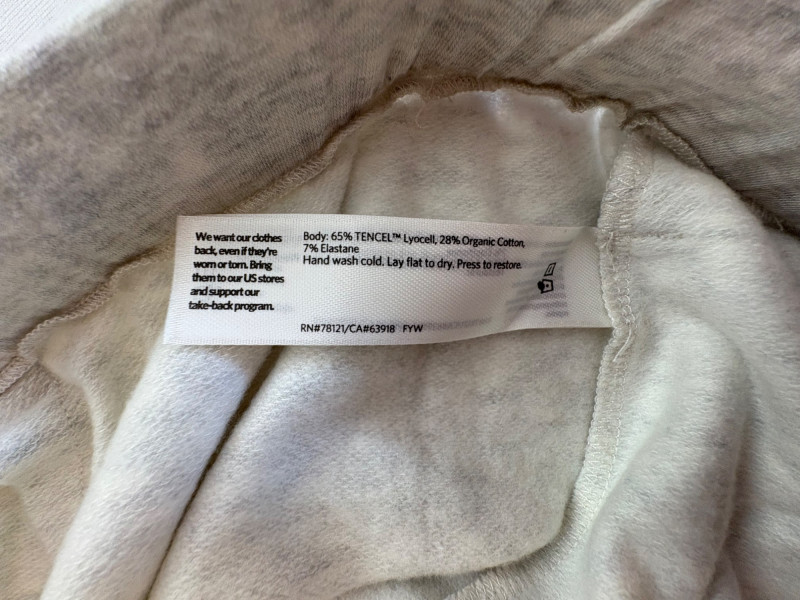 We want our clothes
back, even if they're
worn or torn. Bring
them to our US stores
and support our
take-back program.
Body: 65% TENCEL™ Lyocell, 28% Organic Cotton,
7% Elastane
Hand wash cold. Lay flat to dry. Press to restore.
RN#78121/CA#63918 FYW